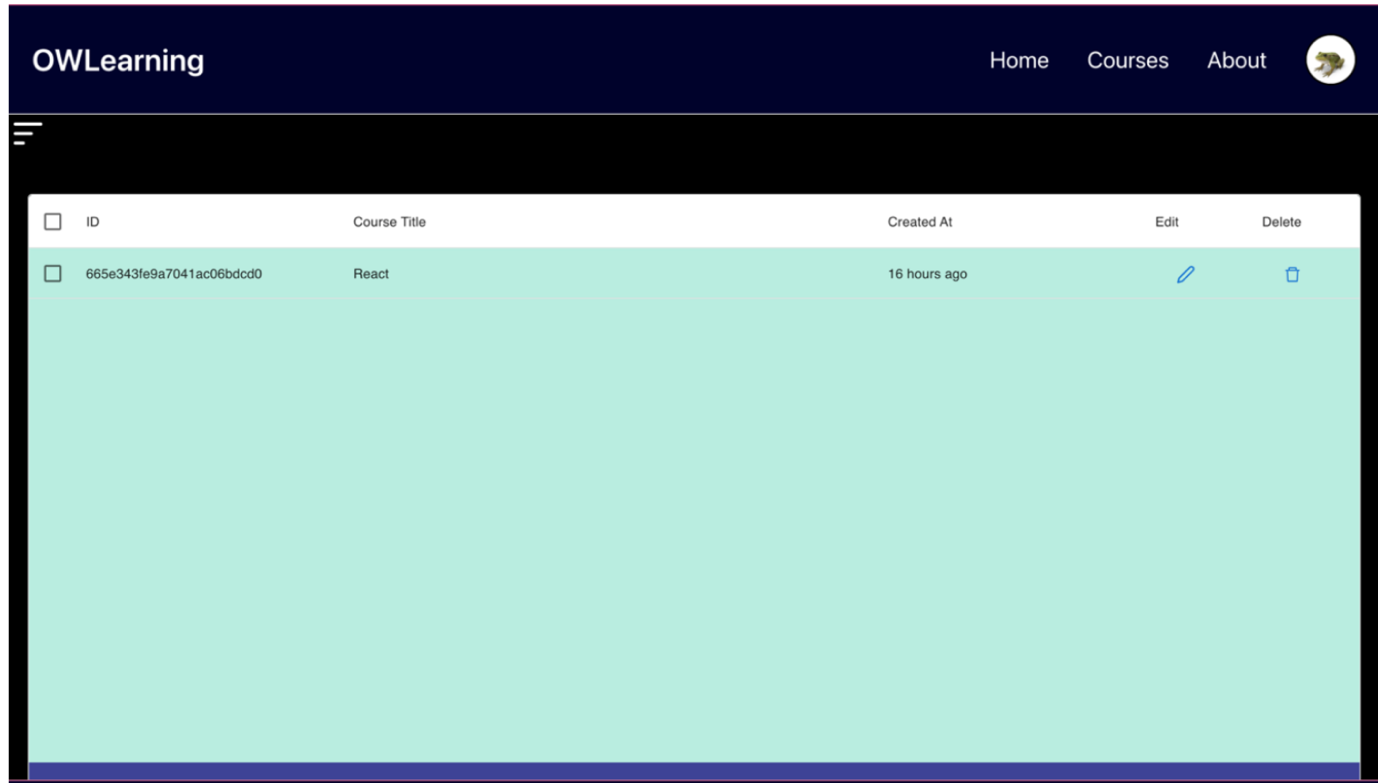 OWLearning Home Courses About
ID Course Title Created At Edit Delete
665e343fe9a7041ac06bdcd0 React 16 hours ago